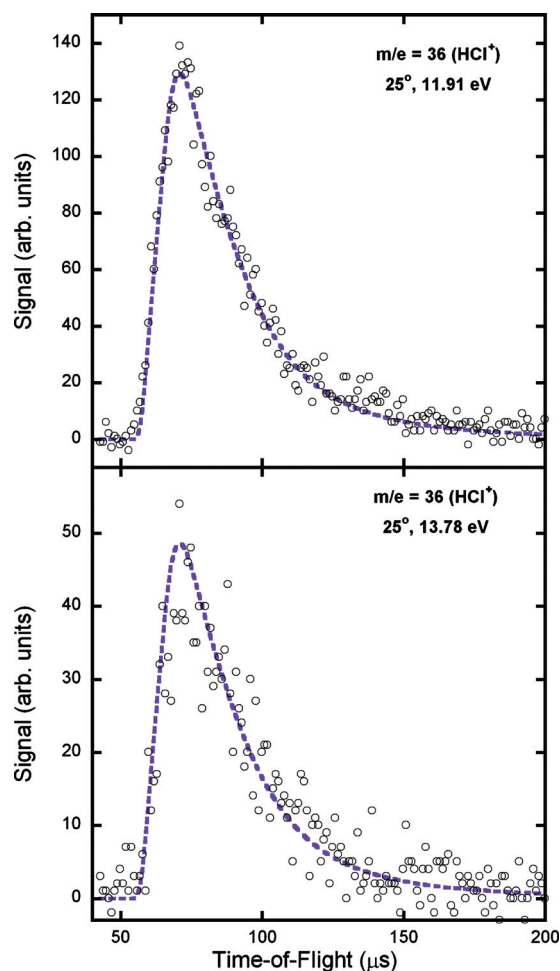 140
120
100
80
60
40
20
0
Signal (arb. units)
m/e = 36 (HCl⁺)
25°, 11.91 eV
50
40
30
20
10
0
Signal (arb. units)
m/e = 36 (HCl⁺)
25°, 13.78 eV
50
100
150
200
Time-of-Flight (μs)